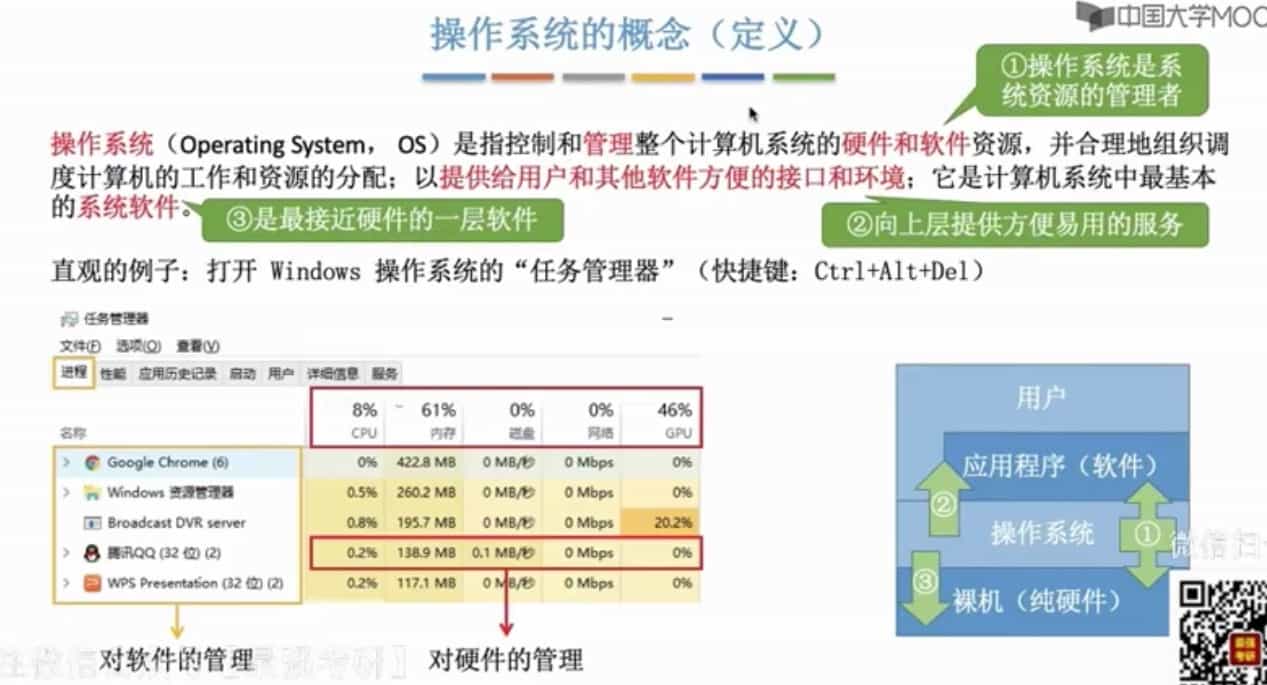 中国大学MOO
操作系统的概念（定义）
①操作系统是系
统资源的管理者
操作系统（Operating System， OS）是指控制和管理整个计算机系统的硬件和软件资源，并合理地组织调
度计算机的工作和资源的分配；以提供给用户和其他软件方便的接口和环境；它是计算机系统中最基本
的系统软件。
③是最接近硬件的一层软件
②向上层提供方便易用的服务
直观的例子：打开 Windows 操作系统的“任务管理器”（快捷键：Ctrl+Alt+Del）
任务管理器
文件(F) 选项(O) 查看(V)
进程 性能 应用历史记录 启动 用户 详细信息 服务
8% 61% 0% 0% 46%
名称 CPU 内存 磁盘 网络 GPU
Google Chrome (6) 0% 422.8 MB 0 MB/秒 0 Mbps 0%
Windows 资源管理器 0.5% 260.2 MB 0 MB/秒 0 Mbps 0%
Broadcast DVR server 0.8% 195.7 MB 0 MB/秒 0 Mbps 20.2%
腾讯QQ (32 位) (2) 0.2% 138.9 MB 0.1 MB/秒 0 Mbps 0%
WPS Presentation (32 位) (2) 0.2% 117.1 MB 0 MB/秒 0 Mbps 0%
对软件的管理
对硬件的管理
用户
应用程序（软件）
②
操作系统
①
③
裸机（纯硬件）
微信扫